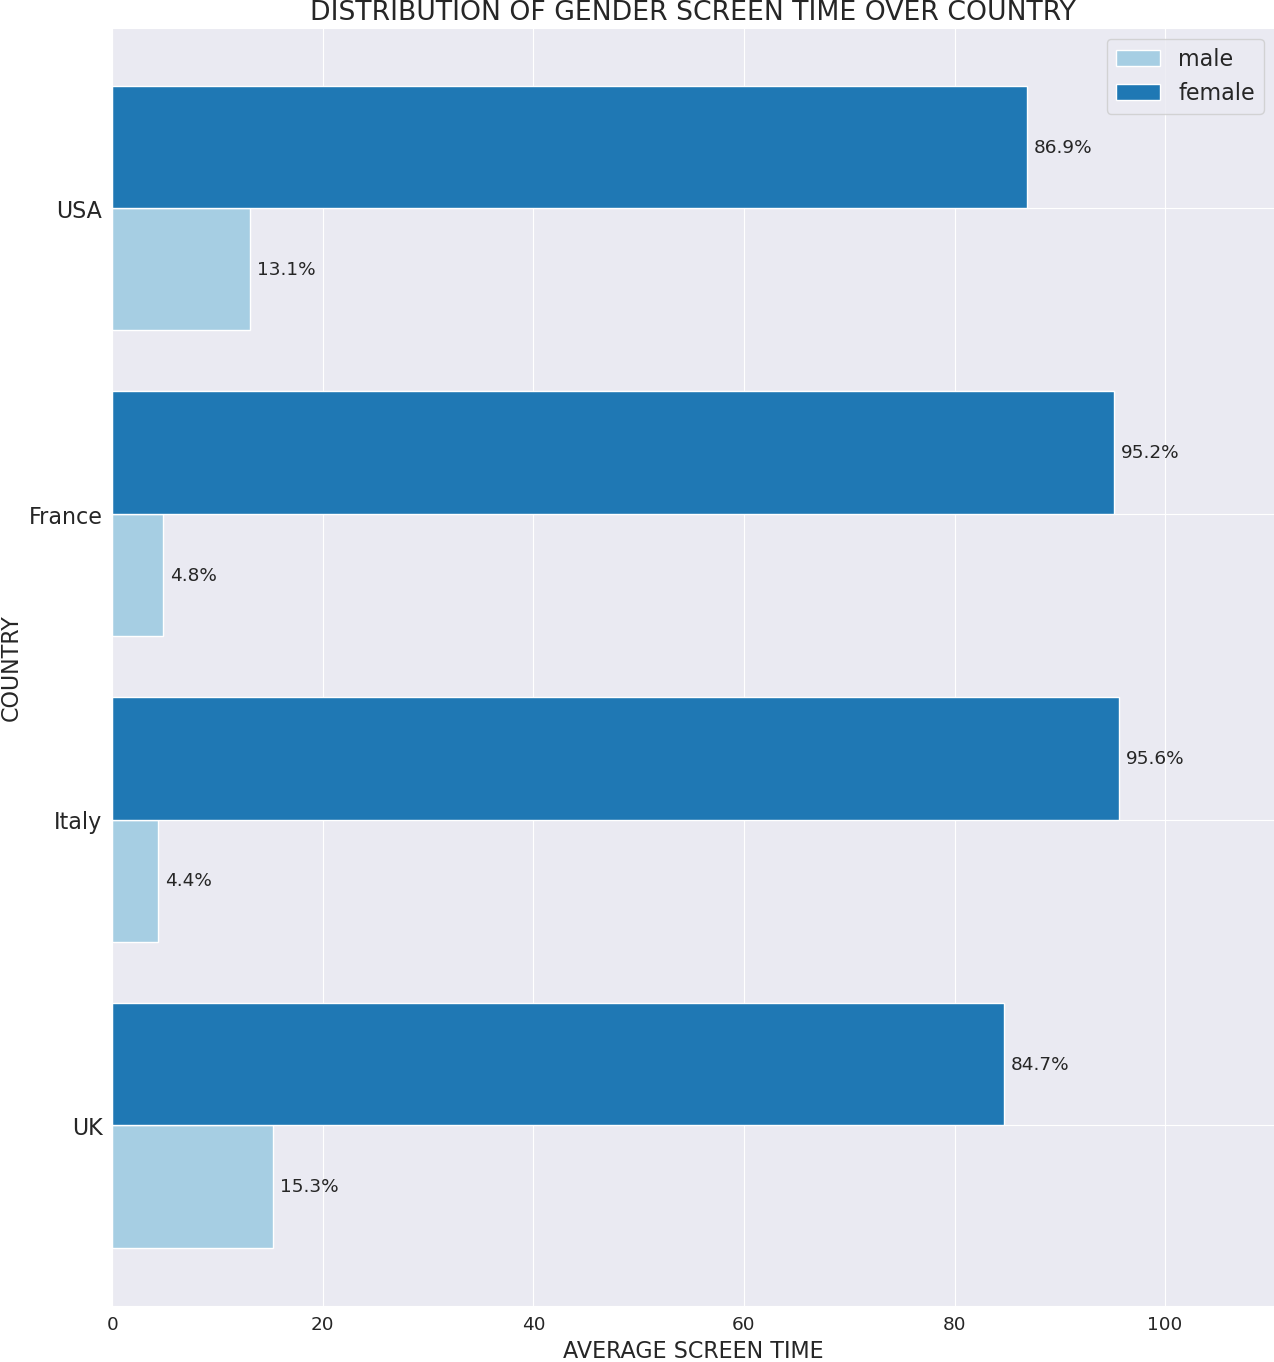 DISTRIBUTION OF GENDER SCREEN TIME OVER COUNTRY
male
female
86.9%
USA
13.1%
95.2%
France
4.8%
COUNTRY
95.6%
Italy
4.4%
84.7%
UK
15.3%
0 20 40 60 80 100
AVERAGE SCREEN TIME